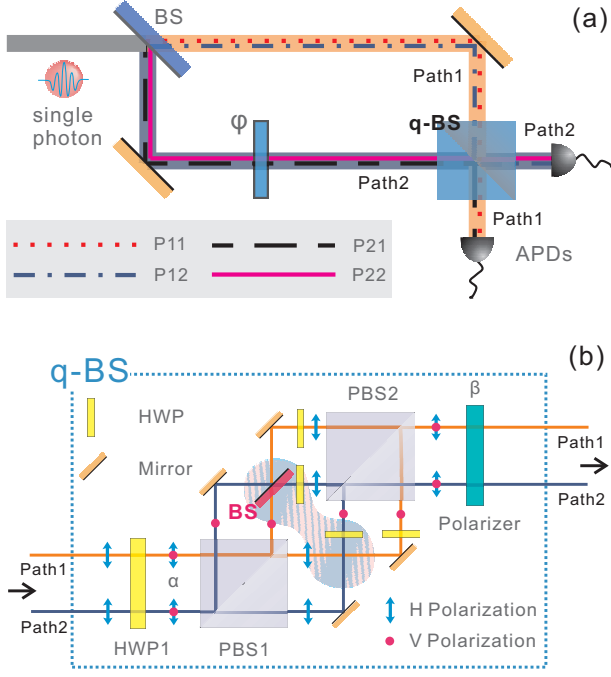 (a)
BS
single
photon
φ
Path1
q-BS
Path2
Path2
Path1
APDs
P11
P21
P12
P22
(b)
q-BS
HWP
Mirror
PBS2
β
Path1
Path2
BS
Polarizer
Path1
α
Path2
HWP1
PBS1
H Polarization
V Polarization